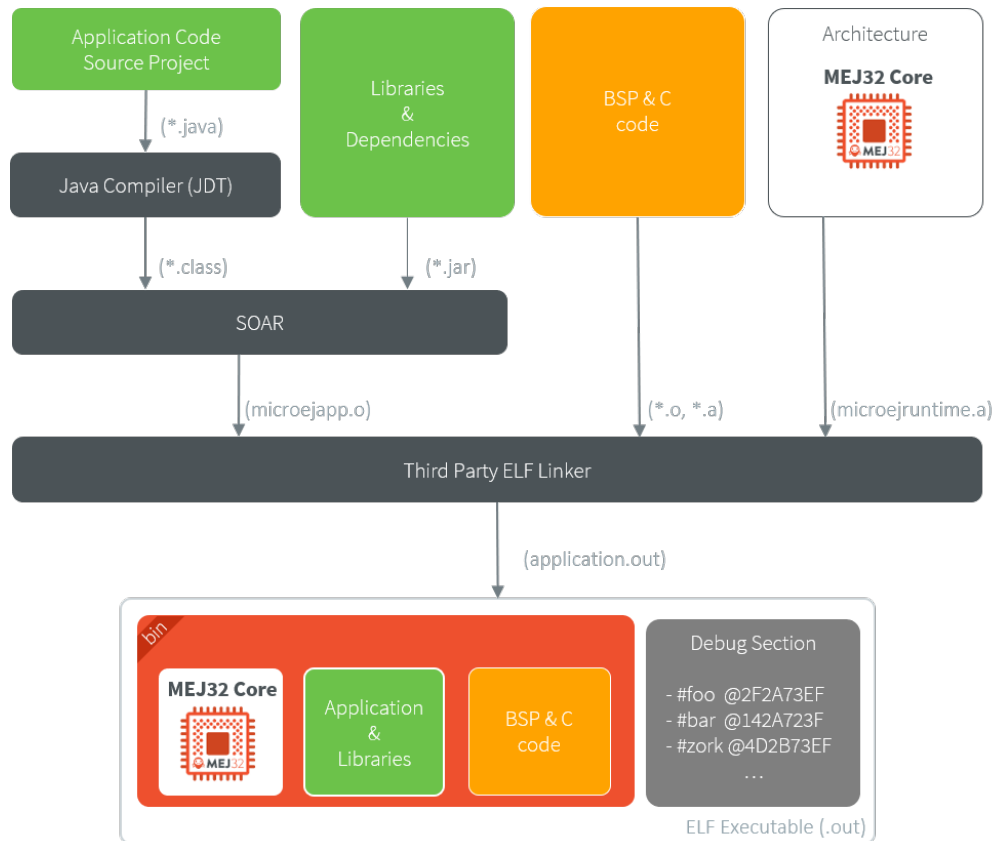 Application Code
Source Project
Libraries
&
Dependencies
BSP & C
code
Architecture
MEJ32 Core
MEJ32
(*.java)
Java Compiler (JDT)
(*.class)
(*.jar)
SOAR
(microejapp.o)
(*.o, *.a)
(microejruntime.a)
Third Party ELF Linker
(application.out)
bin
MEJ32 Core
MEJ32
Application
&
Libraries
BSP & C
code
Debug Section
- #foo @2F2A73EF
- #bar @142A723F
- #zork @4D2B73EF
...
ELF Executable (.out)